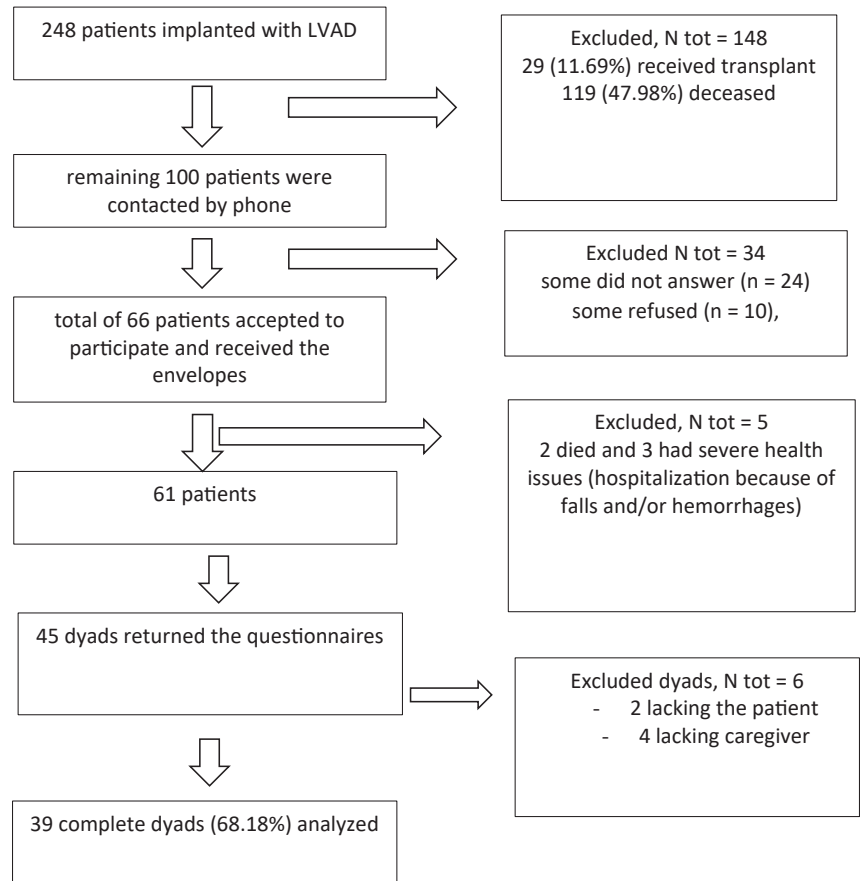 248 patients implanted with LVAD
Excluded, N tot = 148
29 (11.69%) received transplant
119 (47.98%) deceased
remaining 100 patients were
contacted by phone
Excluded N tot = 34
some did not answer (n = 24)
some refused (n = 10),
total of 66 patients accepted to
participate and received the
envelopes
Excluded, N tot = 5
2 died and 3 had severe health
issues (hospitalization because of
falls and/or hemorrhages)
61 patients
45 dyads returned the questionnaires
Excluded dyads, N tot = 6
- 2 lacking the patient
- 4 lacking caregiver
39 complete dyads (68.18%) analyzed